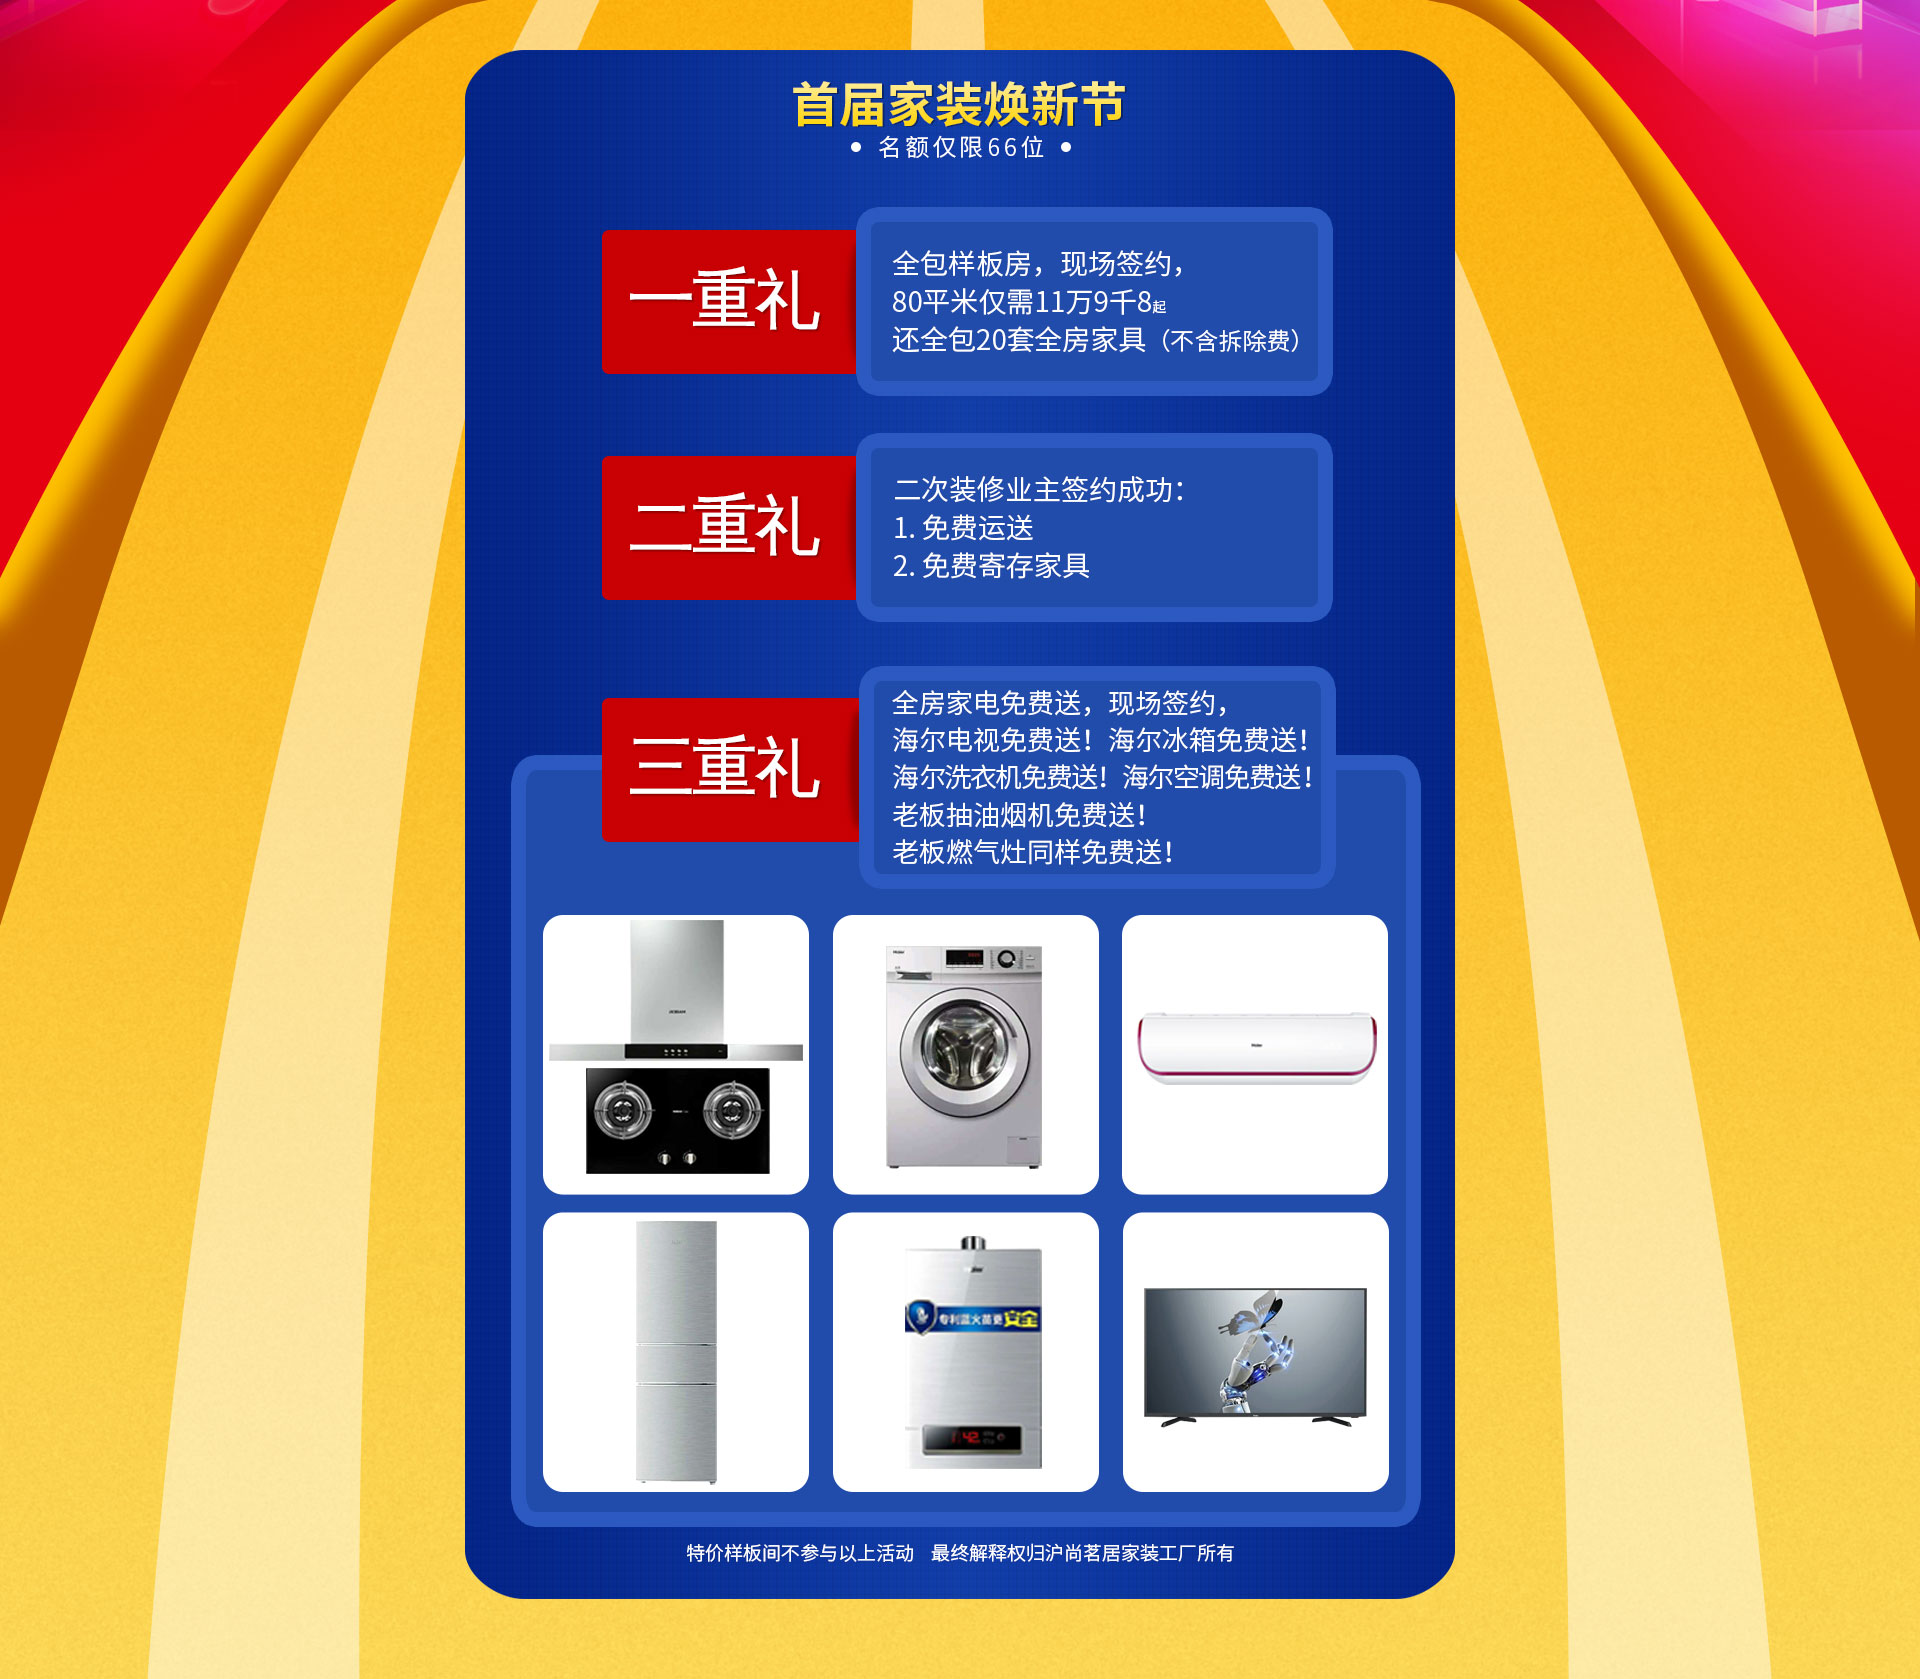 首届家装焕新节
名额仅限66位
一重礼
全包样板房，现场签约，
80平米仅需11万9千8起
还全包20套全房家具（不含拆除费）
二重礼
二次装修业主签约成功：
1. 免费运送
2. 免费寄存家具
三重礼
全房家电免费送，现场签约，
海尔电视免费送！海尔冰箱免费送！
海尔洗衣机免费送！海尔空调免费送！
老板抽油烟机免费送！
老板燃气灶同样免费送！
ROBAM
Haier
Haier
专利蓝火苗更安全
42
特价样板间不参与以上活动 最终解释权归沪尚茗居家装工厂所有